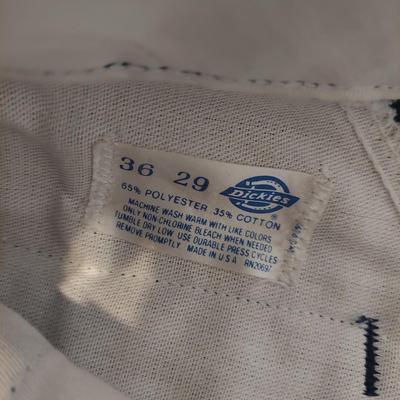 36 29
Dickies
65% POLYESTER 35% COTTON
MACHINE WASH WARM WITH LIKE COLORS
ONLY NON-CHLORINE BLEACH WHEN NEEDED
TUMBLE DRY LOW USE DURABLE PRESS CYCLES
REMOVE PROMPTLY MADE IN U.S.A RN20697